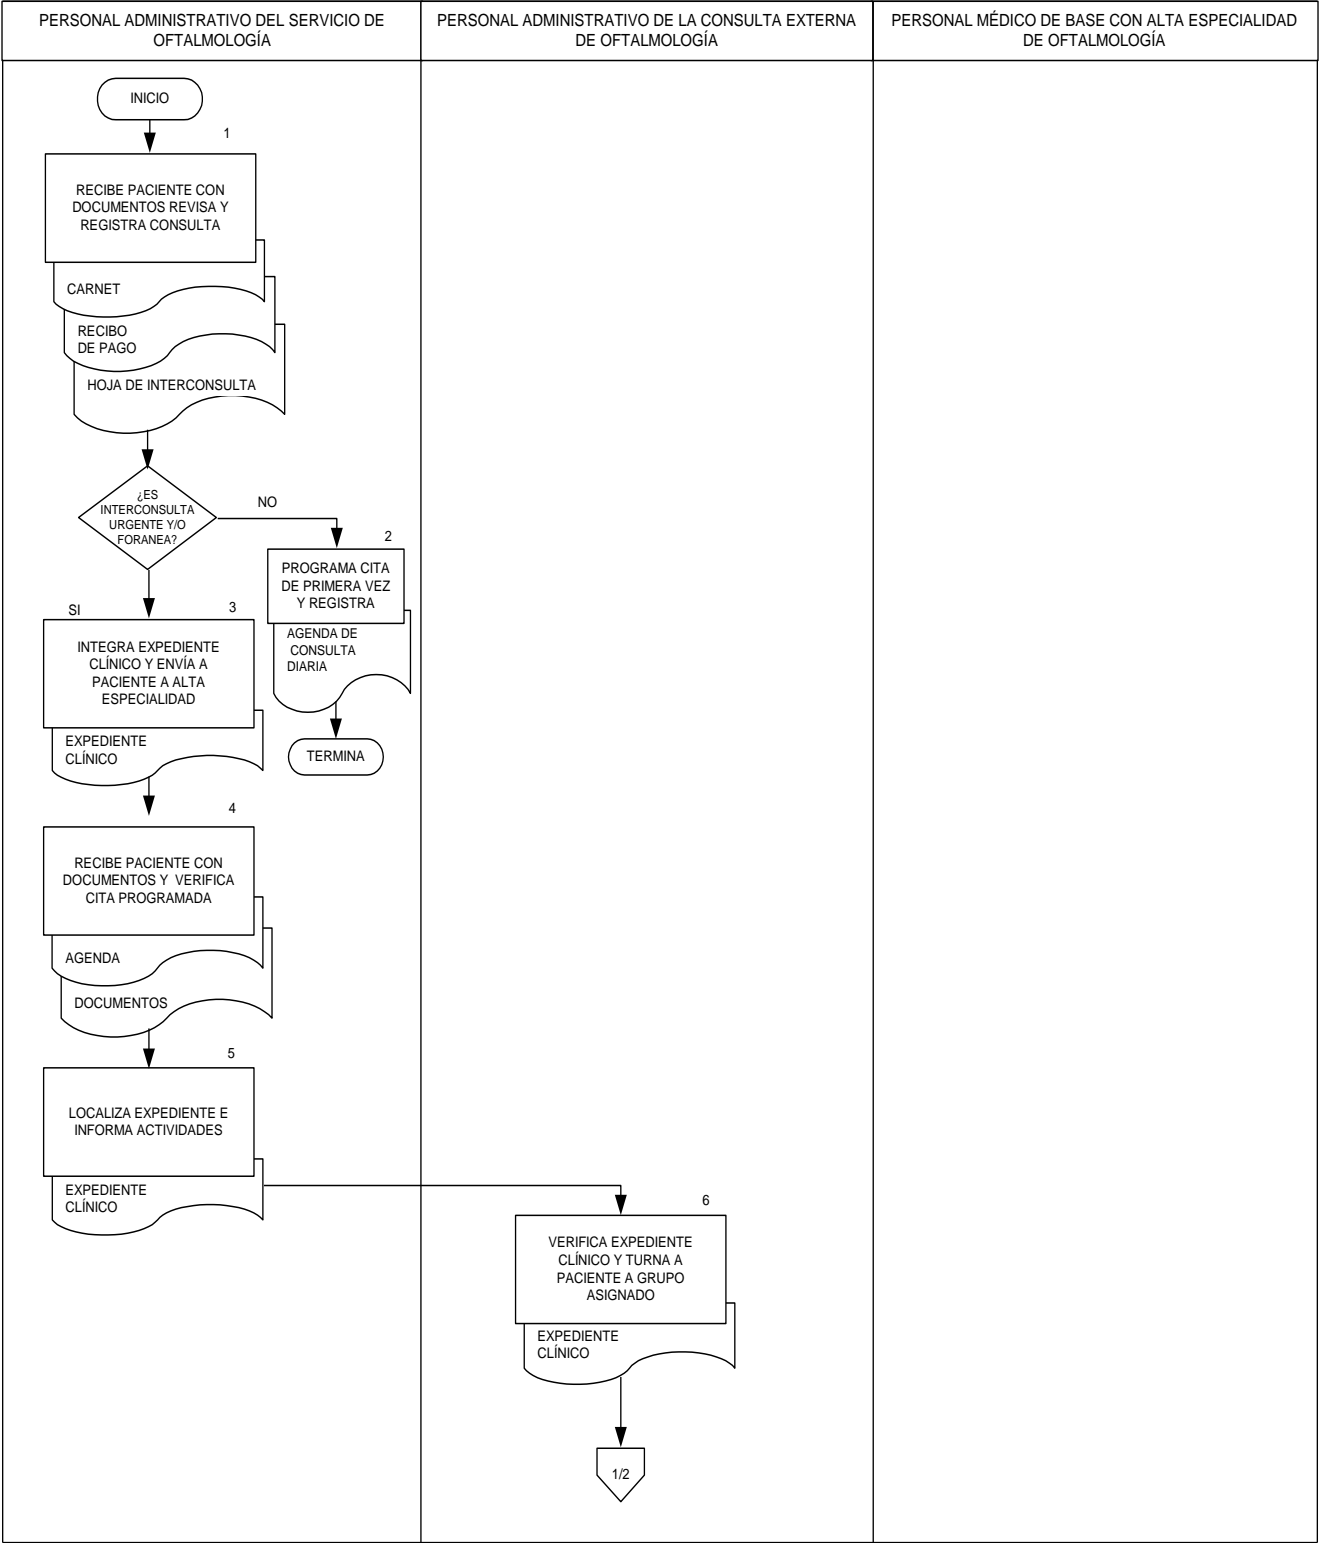 PERSONAL ADMINISTRATIVO DEL SERVICIO DE
OFTALMOLOGÍA
PERSONAL ADMINISTRATIVO DE LA CONSULTA EXTERNA
DE OFTALMOLOGÍA
PERSONAL MÉDICO DE BASE CON ALTA ESPECIALIDAD
DE OFTALMOLOGÍA
INICIO
1
RECIBE PACIENTE CON
DOCUMENTOS REVISA Y
REGISTRA CONSULTA
CARNET
RECIBO
DE PAGO
HOJA DE INTERCONSULTA
¿ES
INTERCONSULTA
URGENTE Y/O
FORANEA?
NO
2
PROGRAMA CITA
DE PRIMERA VEZ
Y REGISTRA
AGENDA DE
CONSULTA
DIARIA
TERMINA
SI
3
INTEGRA EXPEDIENTE
CLÍNICO Y ENVÍA A
PACIENTE A ALTA
ESPECIALIDAD
EXPEDIENTE
CLÍNICO
4
RECIBE PACIENTE CON
DOCUMENTOS Y VERIFICA
CITA PROGRAMADA
AGENDA
DOCUMENTOS
5
LOCALIZA EXPEDIENTE E
INFORMA ACTIVIDADES
EXPEDIENTE
CLÍNICO
6
VERIFICA EXPEDIENTE
CLÍNICO Y TURNA A
PACIENTE A GRUPO
ASIGNADO
EXPEDIENTE
CLÍNICO
1/2